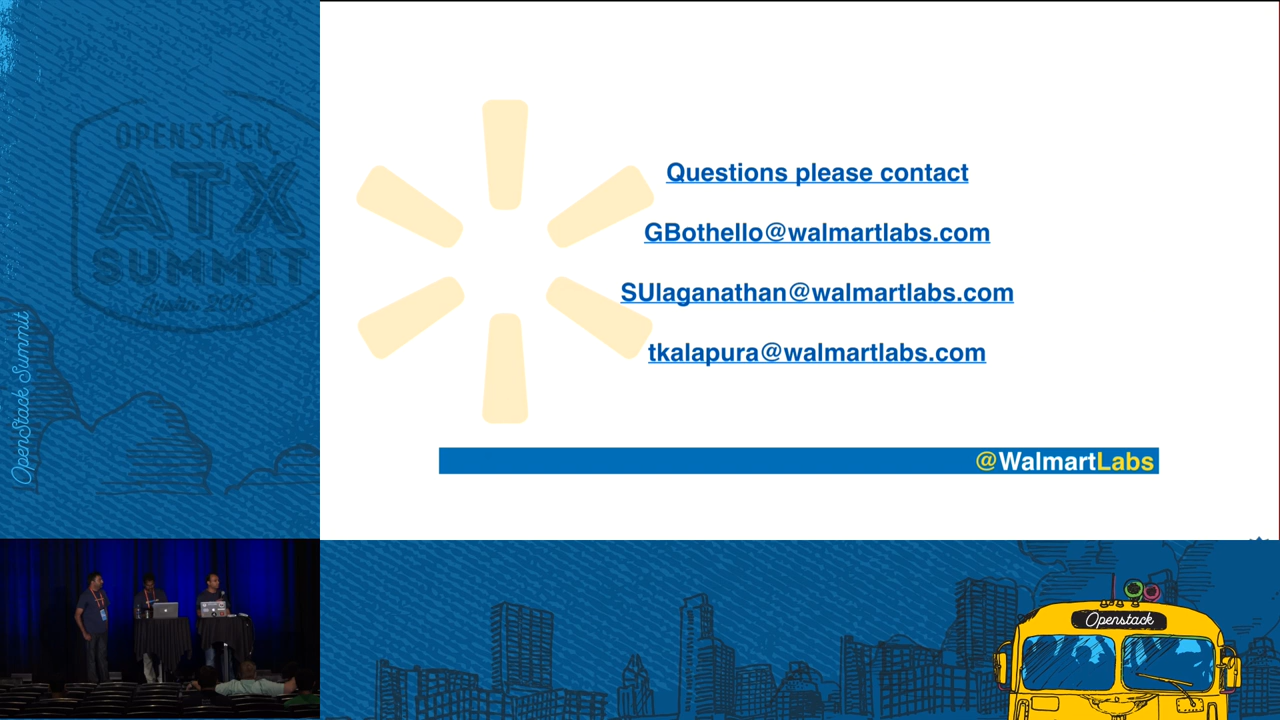 OPENSTACK
ATX
SUMMIT
OpenStack Summit
Questions please contact
GBothello@walmartlabs.com
SUlaganathan@walmartlabs.com
tkalapura@walmartlabs.com
@WalmartLabs
Openstack